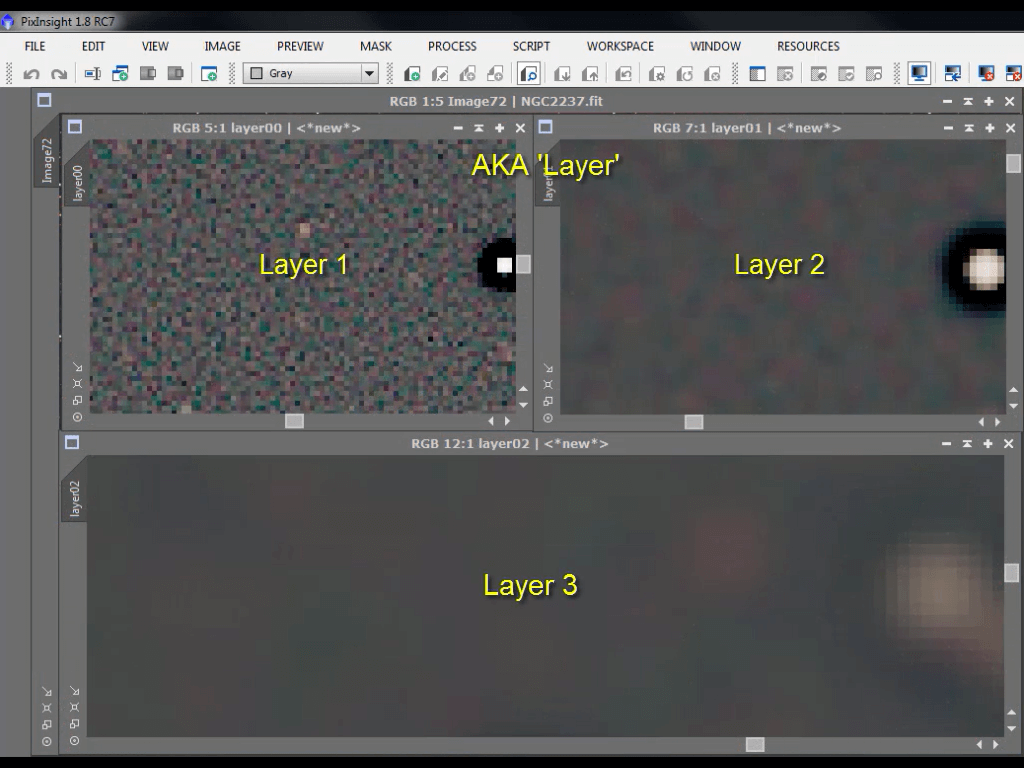 PixInsight 1.8 RC7
FILE EDIT VIEW IMAGE PREVIEW MASK PROCESS SCRIPT WORKSPACE WINDOW RESOURCES
Gray
RGB 1:5 Image72 | NGC2237.fit
Image72
RGB 5:1 layer00 | <*new*>
RGB 7:1 layer01 | <*new*>
AKA 'Layer'
layer00
Layer 1
Layer 2
RGB 12:1 layer02 | <*new*>
layer02
Layer 3